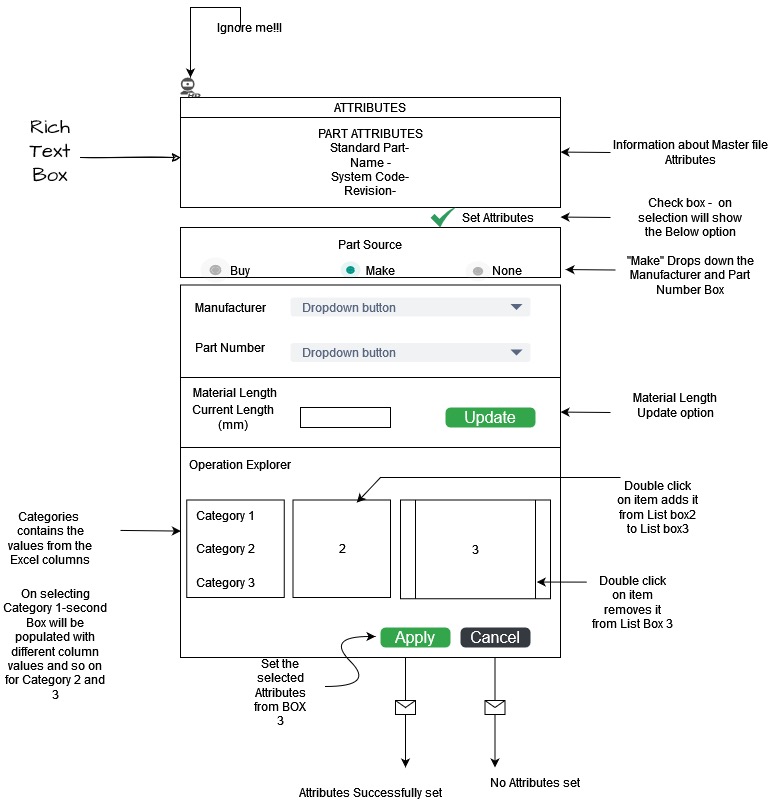 Ignore me!!!
ATTRIBUTES
PART ATTRIBUTES
Standard Part-
Name -
System Code-
Revision-
Rich
Text
Box
Information about Master file
Attributes
Set Attributes
Check box - on
selection will show
the Below option
Part Source
Buy
Make
None
"Make" Drops down the
Manufacturer and Part
Number Box
Manufacturer
Dropdown button
Part Number
Dropdown button
Material Length
Current Length
(mm)
Update
Material Length
Update option
Operation Explorer
Category 1
Category 2
Category 3
2
3
Double click
on item adds it
from List box2
to List box3
Categories
contains the
values from the
Excel columns
Double click
on item
removes it
from List Box 3
On selecting
Category 1-second
Box will be
populated with
different column
values and so on
for Category 2 and
3
Apply
Cancel
Set the
selected
Attributes
from BOX
3
Attributes Successfully set
No Attributes set